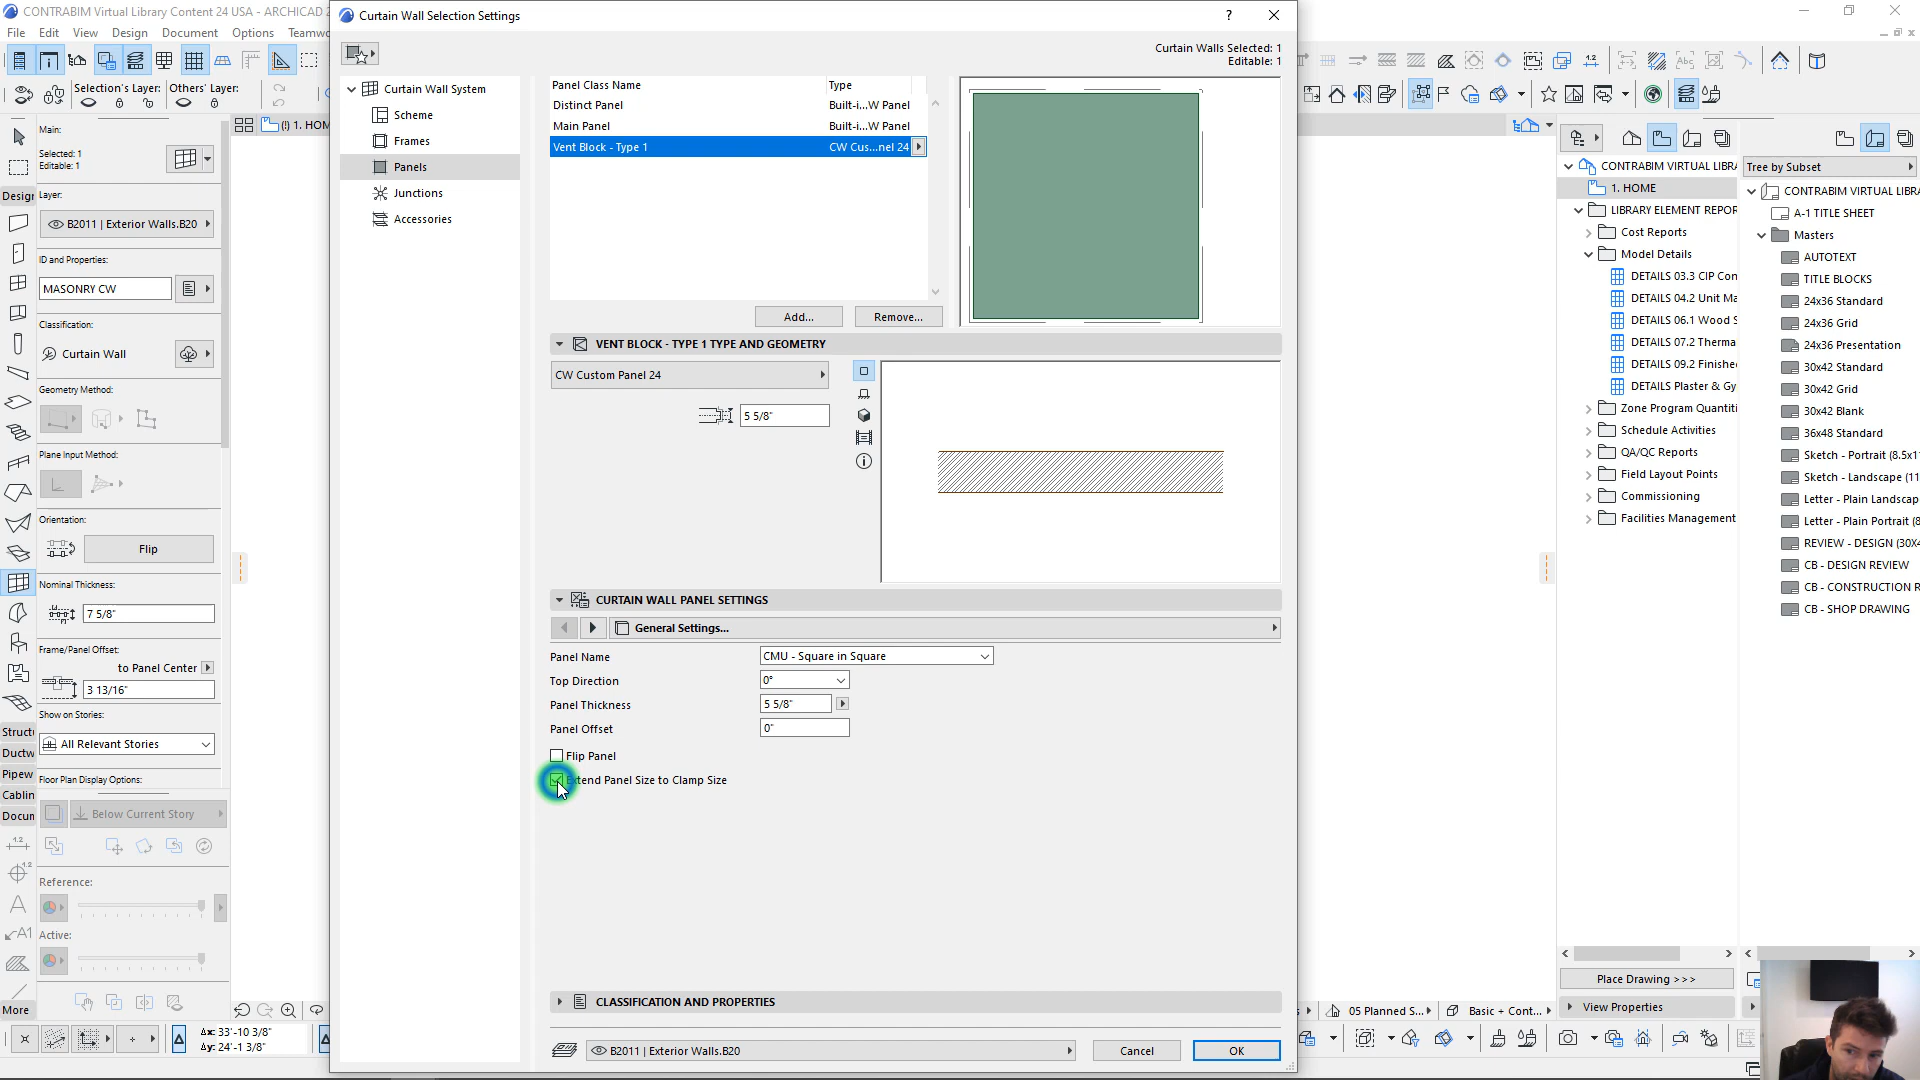 CONTRABIM Virtual Library Content 24 USA - ARCHICAD 2
File Edit View Design Document Options Teamwo
Selection's Layer: Others' Layer:
(!) 1. HOM
Main:
Selected: 1
Editable: 1
Design
Layer:
B2011 | Exterior Walls.B20
ID and Properties:
MASONRY CW
Classification:
Curtain Wall
Geometry Method:
Plane Input Method:
Orientation:
Flip
Nominal Thickness:
7 5/8"
Frame/Panel Offset:
to Panel Center
3 13/16"
Show on Stories:
Structu
All Relevant Stories
Ductw
Pipew
Floor Plan Display Options:
Cablin
Docum
Below Current Story
1.2
Reference:
A1
Active:
More
Δx: 33'-10 3/8"
Δy: 24'-1 3/8"
Curtain Wall Selection Settings
?
Curtain Walls Selected: 1
Editable: 1
Curtain Wall System
Scheme
Frames
Panels
Junctions
Accessories
Panel Class Name Type
Distinct Panel Built-i...W Panel
Main Panel Built-i...W Panel
Vent Block - Type 1 CW Cus...nel 24
Add... Remove...
VENT BLOCK - TYPE 1 TYPE AND GEOMETRY
CW Custom Panel 24
5 5/8"
CURTAIN WALL PANEL SETTINGS
General Settings...
Panel Name CMU - Square in Square
Top Direction 0°
Panel Thickness 5 5/8"
Panel Offset 0"
Flip Panel
Extend Panel Size to Clamp Size
CLASSIFICATION AND PROPERTIES
B2011 | Exterior Walls.B20
Cancel OK
1.2
Abc
CONTRABIM VIRTUAL LIBRA
1. HOME
LIBRARY ELEMENT REPOR
Cost Reports
Model Details
DETAILS 03.3 CIP Con
DETAILS 04.2 Unit Ma
DETAILS 06.1 Wood S
DETAILS 07.2 Therma
DETAILS 09.2 Finishe
DETAILS Plaster & Gy
Zone Program Quantiti
Schedule Activities
QA/QC Reports
Field Layout Points
Commissioning
Facilities Management
Place Drawing >>>
View Properties
05 Planned S... Basic + Cont...
Tree by Subset
CONTRABIM VIRTUAL LIBRA
A-1 TITLE SHEET
Masters
AUTOTEXT
TITLE BLOCKS
24x36 Standard
24x36 Grid
24x36 Presentation
30x42 Standard
30x42 Grid
30x42 Blank
36x48 Standard
Sketch - Portrait (8.5x11
Sketch - Landscape (11
Letter - Plain Landscap
Letter - Plain Portrait (8
REVIEW - DESIGN (30X4
CB - DESIGN REVIEW
CB - CONSTRUCTION R
CB - SHOP DRAWING